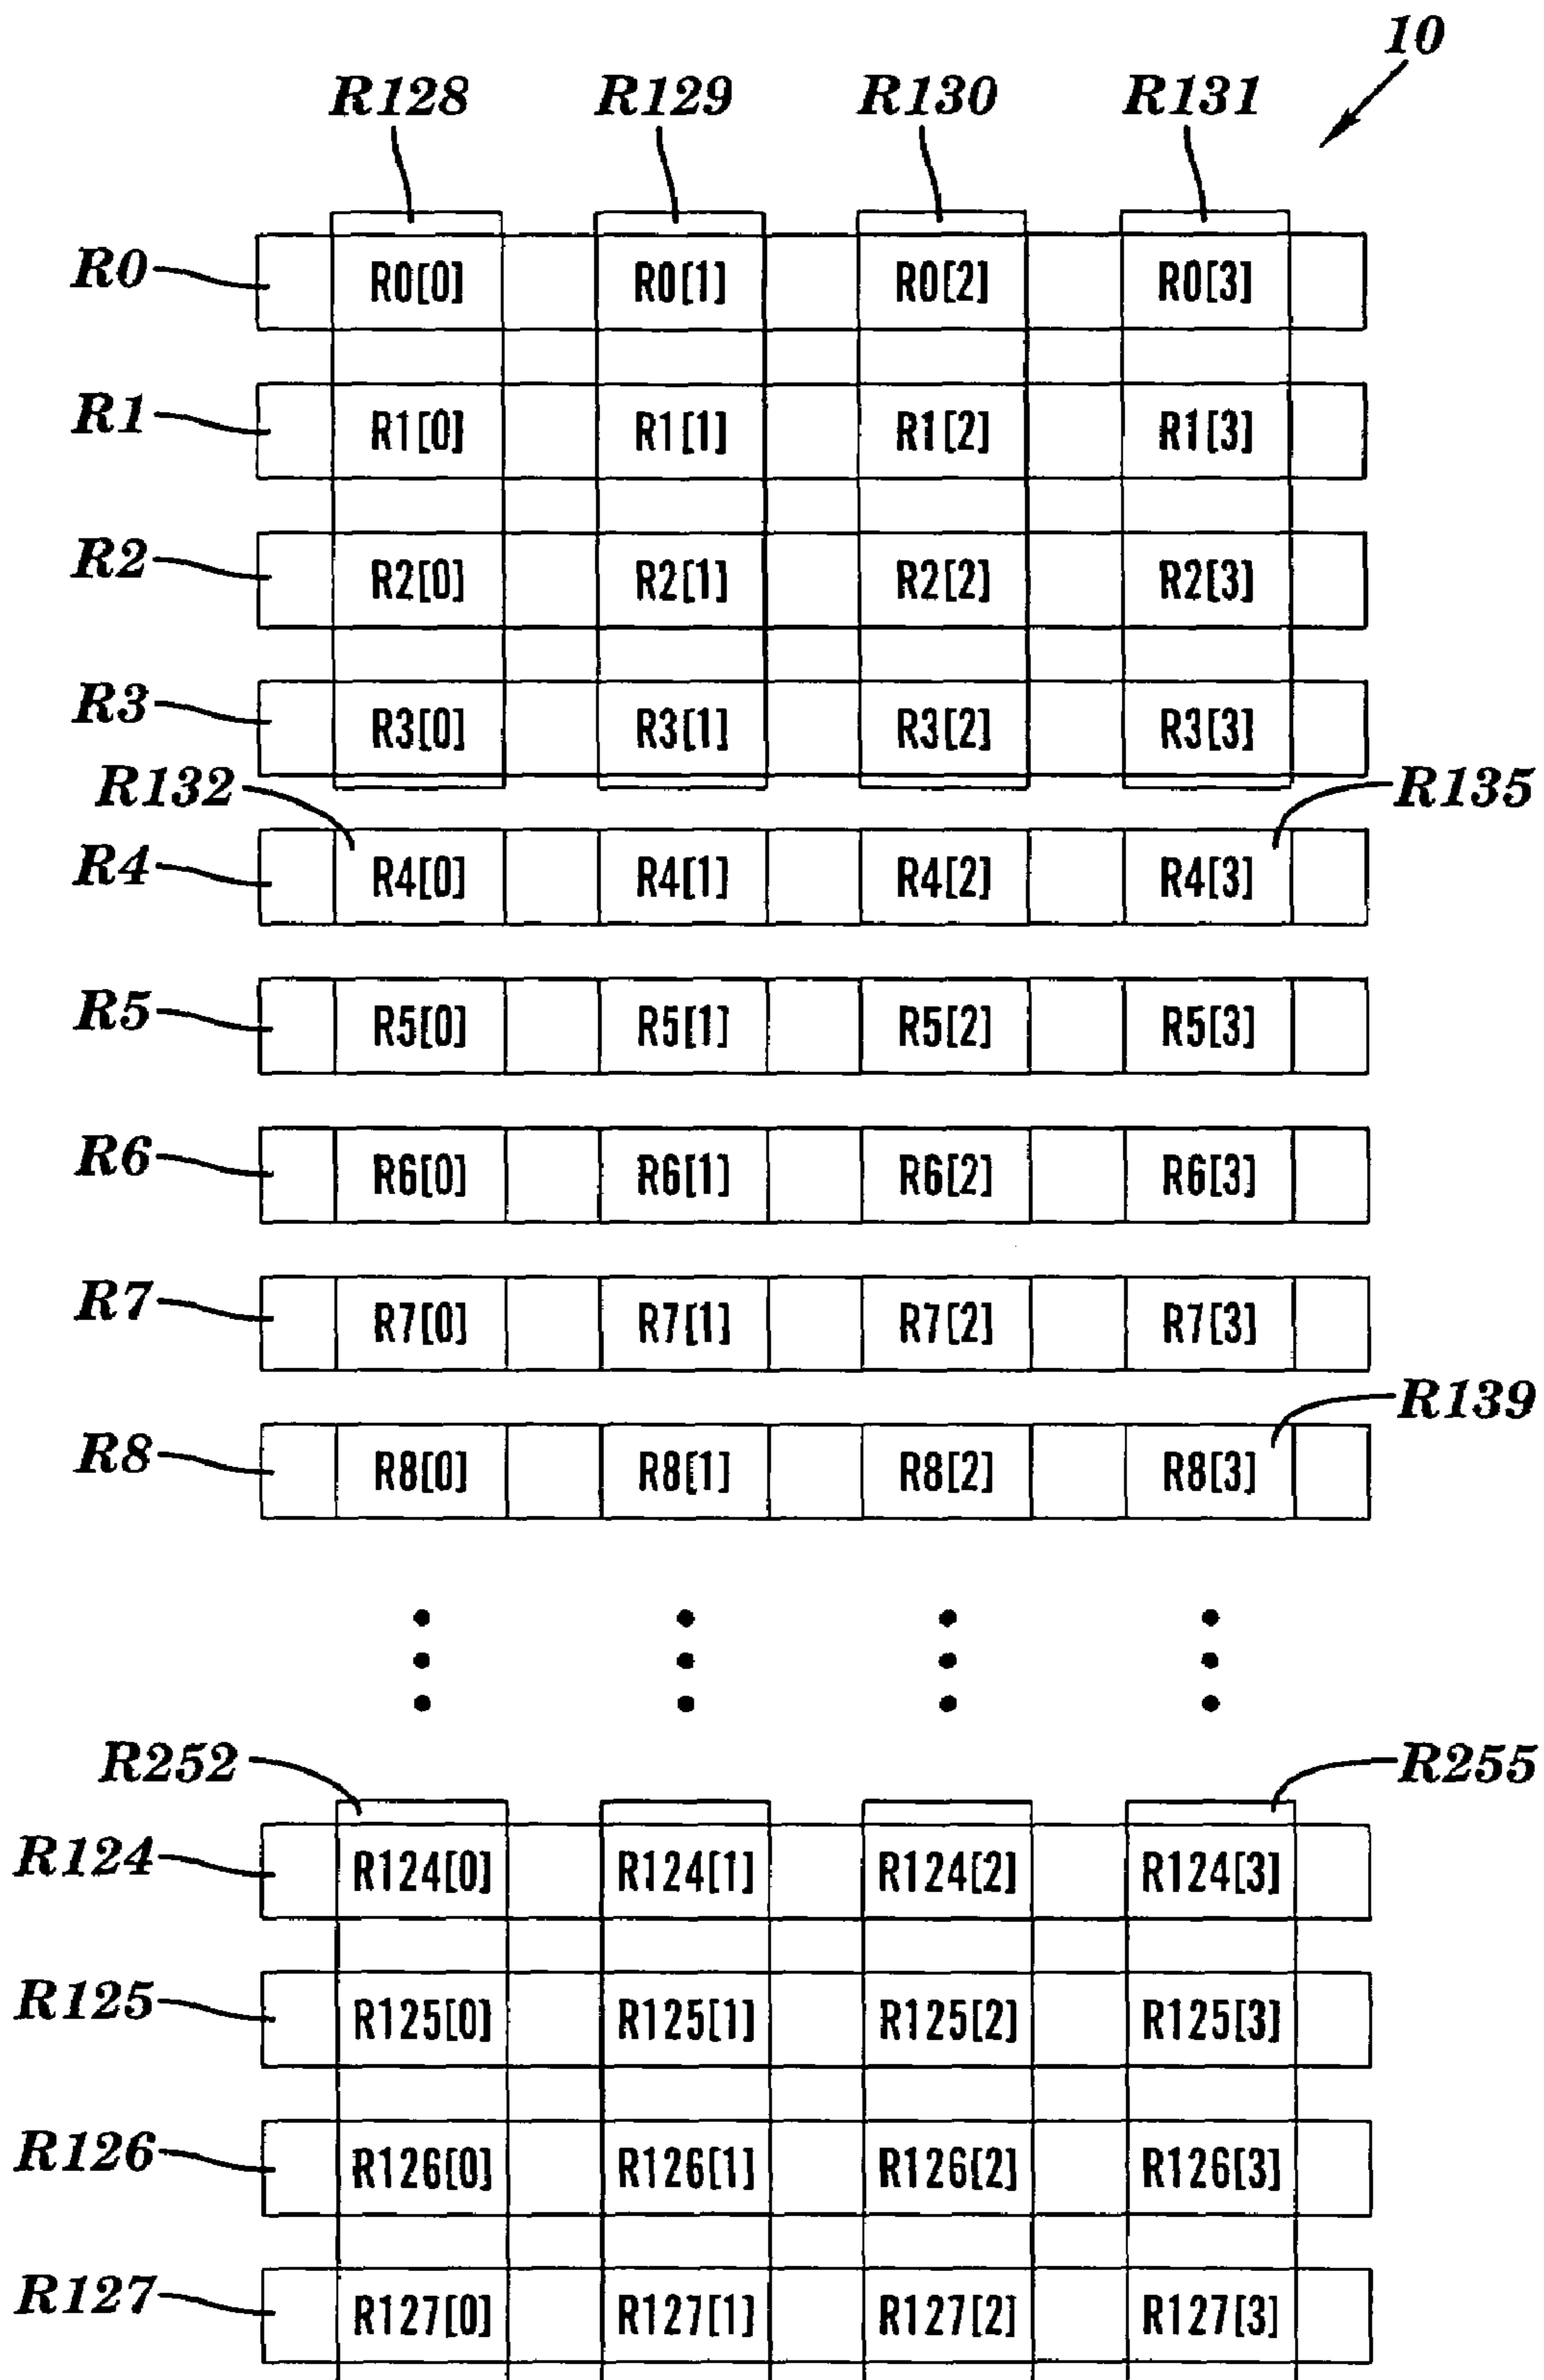 10
R128 R129 R130 R131
R0 R0[0] R0[1] R0[2] R0[3]
R1 R1[0] R1[1] R1[2] R1[3]
R2 R2[0] R2[1] R2[2] R2[3]
R3 R3[0] R3[1] R3[2] R3[3]
R132 R135
R4 R4[0] R4[1] R4[2] R4[3]
R5 R5[0] R5[1] R5[2] R5[3]
R6 R6[0] R6[1] R6[2] R6[3]
R7 R7[0] R7[1] R7[2] R7[3]
R139
R8 R8[0] R8[1] R8[2] R8[3]
R252 R255
R124 R124[0] R124[1] R124[2] R124[3]
R125 R125[0] R125[1] R125[2] R125[3]
R126 R126[0] R126[1] R126[2] R126[3]
R127 R127[0] R127[1] R127[2] R127[3]